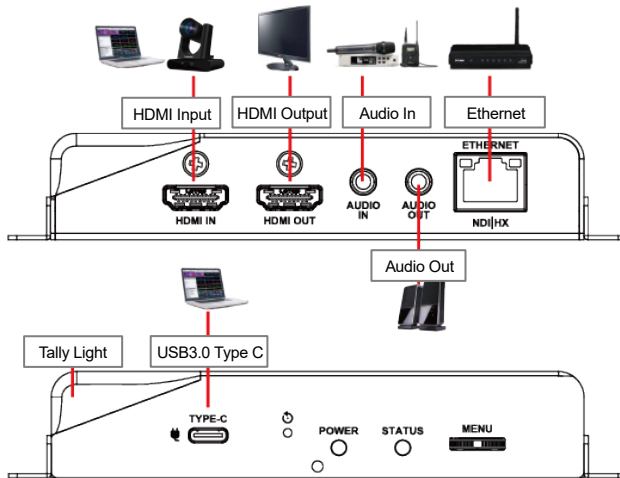 HDMI Input
HDMI Output
Audio In
Ethernet
ETHERNET
HDMI IN
HDMI OUT
AUDIO
IN
AUDIO
OUT
NDI|HX
Audio Out
Tally Light
USB3.0 Type C
TYPE-C
POWER
STATUS
MENU